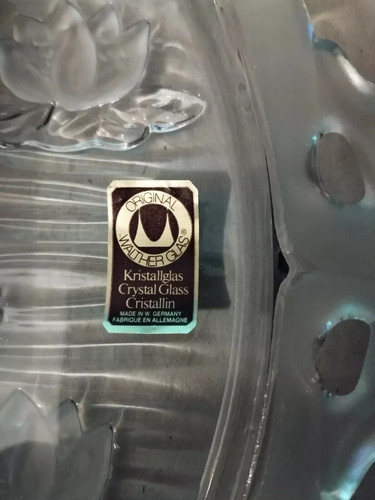 ORIGINAL
WALTHER GLAS®
Kristallglas
Crystal Glass
Cristallin
MADE IN W. GERMANY
FABRIQUE EN ALLEMAGNE